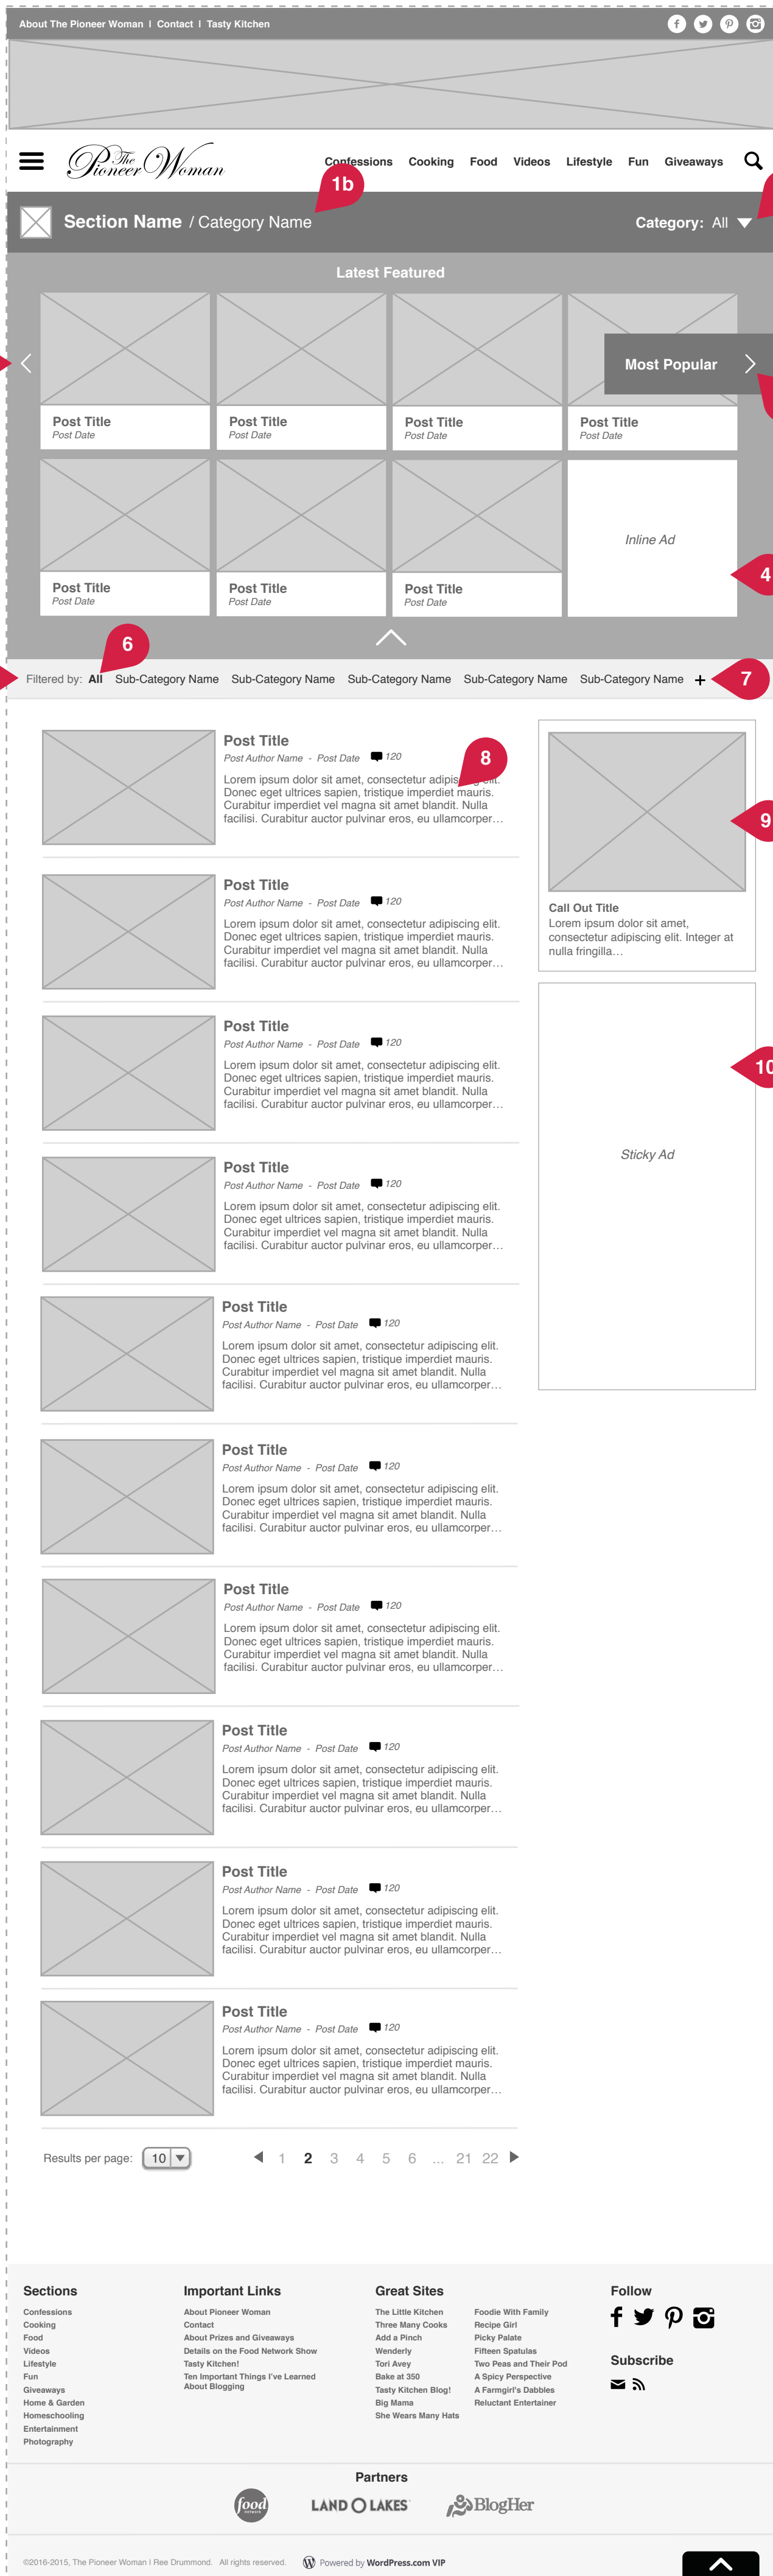 About The Pioneer Woman | Contact | Tasty Kitchen
The Pioneer Woman
Confessions Cooking Food Videos Lifestyle Fun Giveaways
1b
Section Name / Category Name
Category: All
Latest Featured
Most Popular
Post Title Post Title Post Title Post Title
Post Date Post Date Post Date Post Date
Inline Ad
4
Post Title Post Title Post Title
Post Date Post Date Post Date
6
Filtered by: All Sub-Category Name Sub-Category Name Sub-Category Name Sub-Category Name Sub-Category Name +
7
Post Title
Post Author Name - Post Date 120
8
Lorem ipsum dolor sit amet, consectetur adipiscing elit.
Donec eget ultrices sapien, tristique imperdiet mauris.
Curabitur imperdiet vel magna sit amet blandit. Nulla
facilisi. Curabitur auctor pulvinar eros, eu ullamcorper…
Post Title
Post Author Name - Post Date 120
Lorem ipsum dolor sit amet, consectetur adipiscing elit.
Donec eget ultrices sapien, tristique imperdiet mauris.
Curabitur imperdiet vel magna sit amet blandit. Nulla
facilisi. Curabitur auctor pulvinar eros, eu ullamcorper…
Post Title
Post Author Name - Post Date 120
Lorem ipsum dolor sit amet, consectetur adipiscing elit.
Donec eget ultrices sapien, tristique imperdiet mauris.
Curabitur imperdiet vel magna sit amet blandit. Nulla
facilisi. Curabitur auctor pulvinar eros, eu ullamcorper…
Post Title
Post Author Name - Post Date 120
Lorem ipsum dolor sit amet, consectetur adipiscing elit.
Donec eget ultrices sapien, tristique imperdiet mauris.
Curabitur imperdiet vel magna sit amet blandit. Nulla
facilisi. Curabitur auctor pulvinar eros, eu ullamcorper…
Post Title
Post Author Name - Post Date 120
Lorem ipsum dolor sit amet, consectetur adipiscing elit.
Donec eget ultrices sapien, tristique imperdiet mauris.
Curabitur imperdiet vel magna sit amet blandit. Nulla
facilisi. Curabitur auctor pulvinar eros, eu ullamcorper…
Post Title
Post Author Name - Post Date 120
Lorem ipsum dolor sit amet, consectetur adipiscing elit.
Donec eget ultrices sapien, tristique imperdiet mauris.
Curabitur imperdiet vel magna sit amet blandit. Nulla
facilisi. Curabitur auctor pulvinar eros, eu ullamcorper…
Post Title
Post Author Name - Post Date 120
Lorem ipsum dolor sit amet, consectetur adipiscing elit.
Donec eget ultrices sapien, tristique imperdiet mauris.
Curabitur imperdiet vel magna sit amet blandit. Nulla
facilisi. Curabitur auctor pulvinar eros, eu ullamcorper…
Post Title
Post Author Name - Post Date 120
Lorem ipsum dolor sit amet, consectetur adipiscing elit.
Donec eget ultrices sapien, tristique imperdiet mauris.
Curabitur imperdiet vel magna sit amet blandit. Nulla
facilisi. Curabitur auctor pulvinar eros, eu ullamcorper…
Post Title
Post Author Name - Post Date 120
Lorem ipsum dolor sit amet, consectetur adipiscing elit.
Donec eget ultrices sapien, tristique imperdiet mauris.
Curabitur imperdiet vel magna sit amet blandit. Nulla
facilisi. Curabitur auctor pulvinar eros, eu ullamcorper…
Post Title
Post Author Name - Post Date 120
Lorem ipsum dolor sit amet, consectetur adipiscing elit.
Donec eget ultrices sapien, tristique imperdiet mauris.
Curabitur imperdiet vel magna sit amet blandit. Nulla
facilisi. Curabitur auctor pulvinar eros, eu ullamcorper…
9
Call Out Title
Lorem ipsum dolor sit amet,
consectetur adipiscing elit. Integer at
nulla fringilla…
10
Sticky Ad
Results per page: 10
1 2 3 4 5 6 ... 21 22
Sections
Confessions
Cooking
Food
Videos
Lifestyle
Fun
Giveaways
Home & Garden
Homeschooling
Entertainment
Photography
Important Links
About Pioneer Woman
Contact
About Prizes and Giveaways
Details on the Food Network Show
Tasty Kitchen!
Ten Important Things I've Learned
About Blogging
Great Sites
The Little Kitchen
Three Many Cooks
Add a Pinch
Wenderly
Tori Avey
Bake at 350
Tasty Kitchen Blog!
Big Mama
She Wears Many Hats
Foodie With Family
Recipe Girl
Picky Palate
Fifteen Spatulas
Two Peas and Their Pod
A Spicy Perspective
A Farmgirl's Dabbles
Reluctant Entertainer
Follow
Subscribe
Partners
food network
LAND O LAKES
BlogHer
©2016-2015, The Pioneer Woman | Ree Drummond. All rights reserved. Powered by WordPress.com VIP